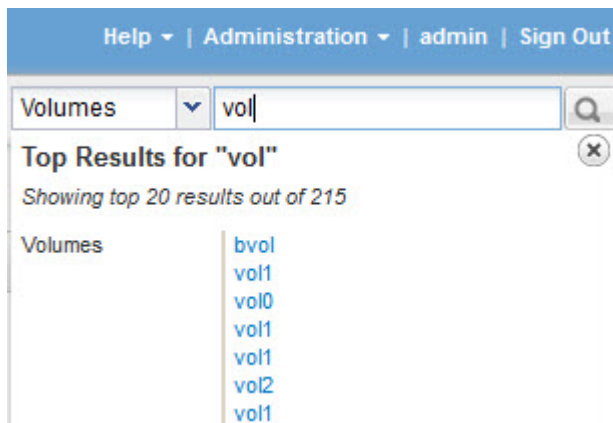 Help | Administration | admin | Sign Out
Volumes vol
Top Results for "vol"
Showing top 20 results out of 215
Volumes bvol
vol1
vol0
vol1
vol1
vol2
vol1